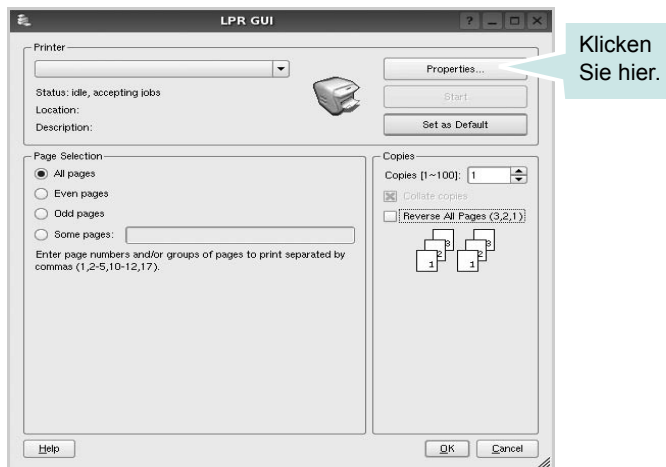 LPR GUI
Klicken
Sie hier.
Printer
Properties...
Status: idle, accepting jobs
Start
Location:
Description:
Set as Default
Page Selection
All pages
Even pages
Odd pages
Some pages:
Enter page numbers and/or groups of pages to print separated by
commas (1,2-5,10-12,17).
Copies
Copies [1~100]: 1
Collate copies
Reverse All Pages (3,2,1)
3 3
2 2
1 1
Help
OK
Cancel